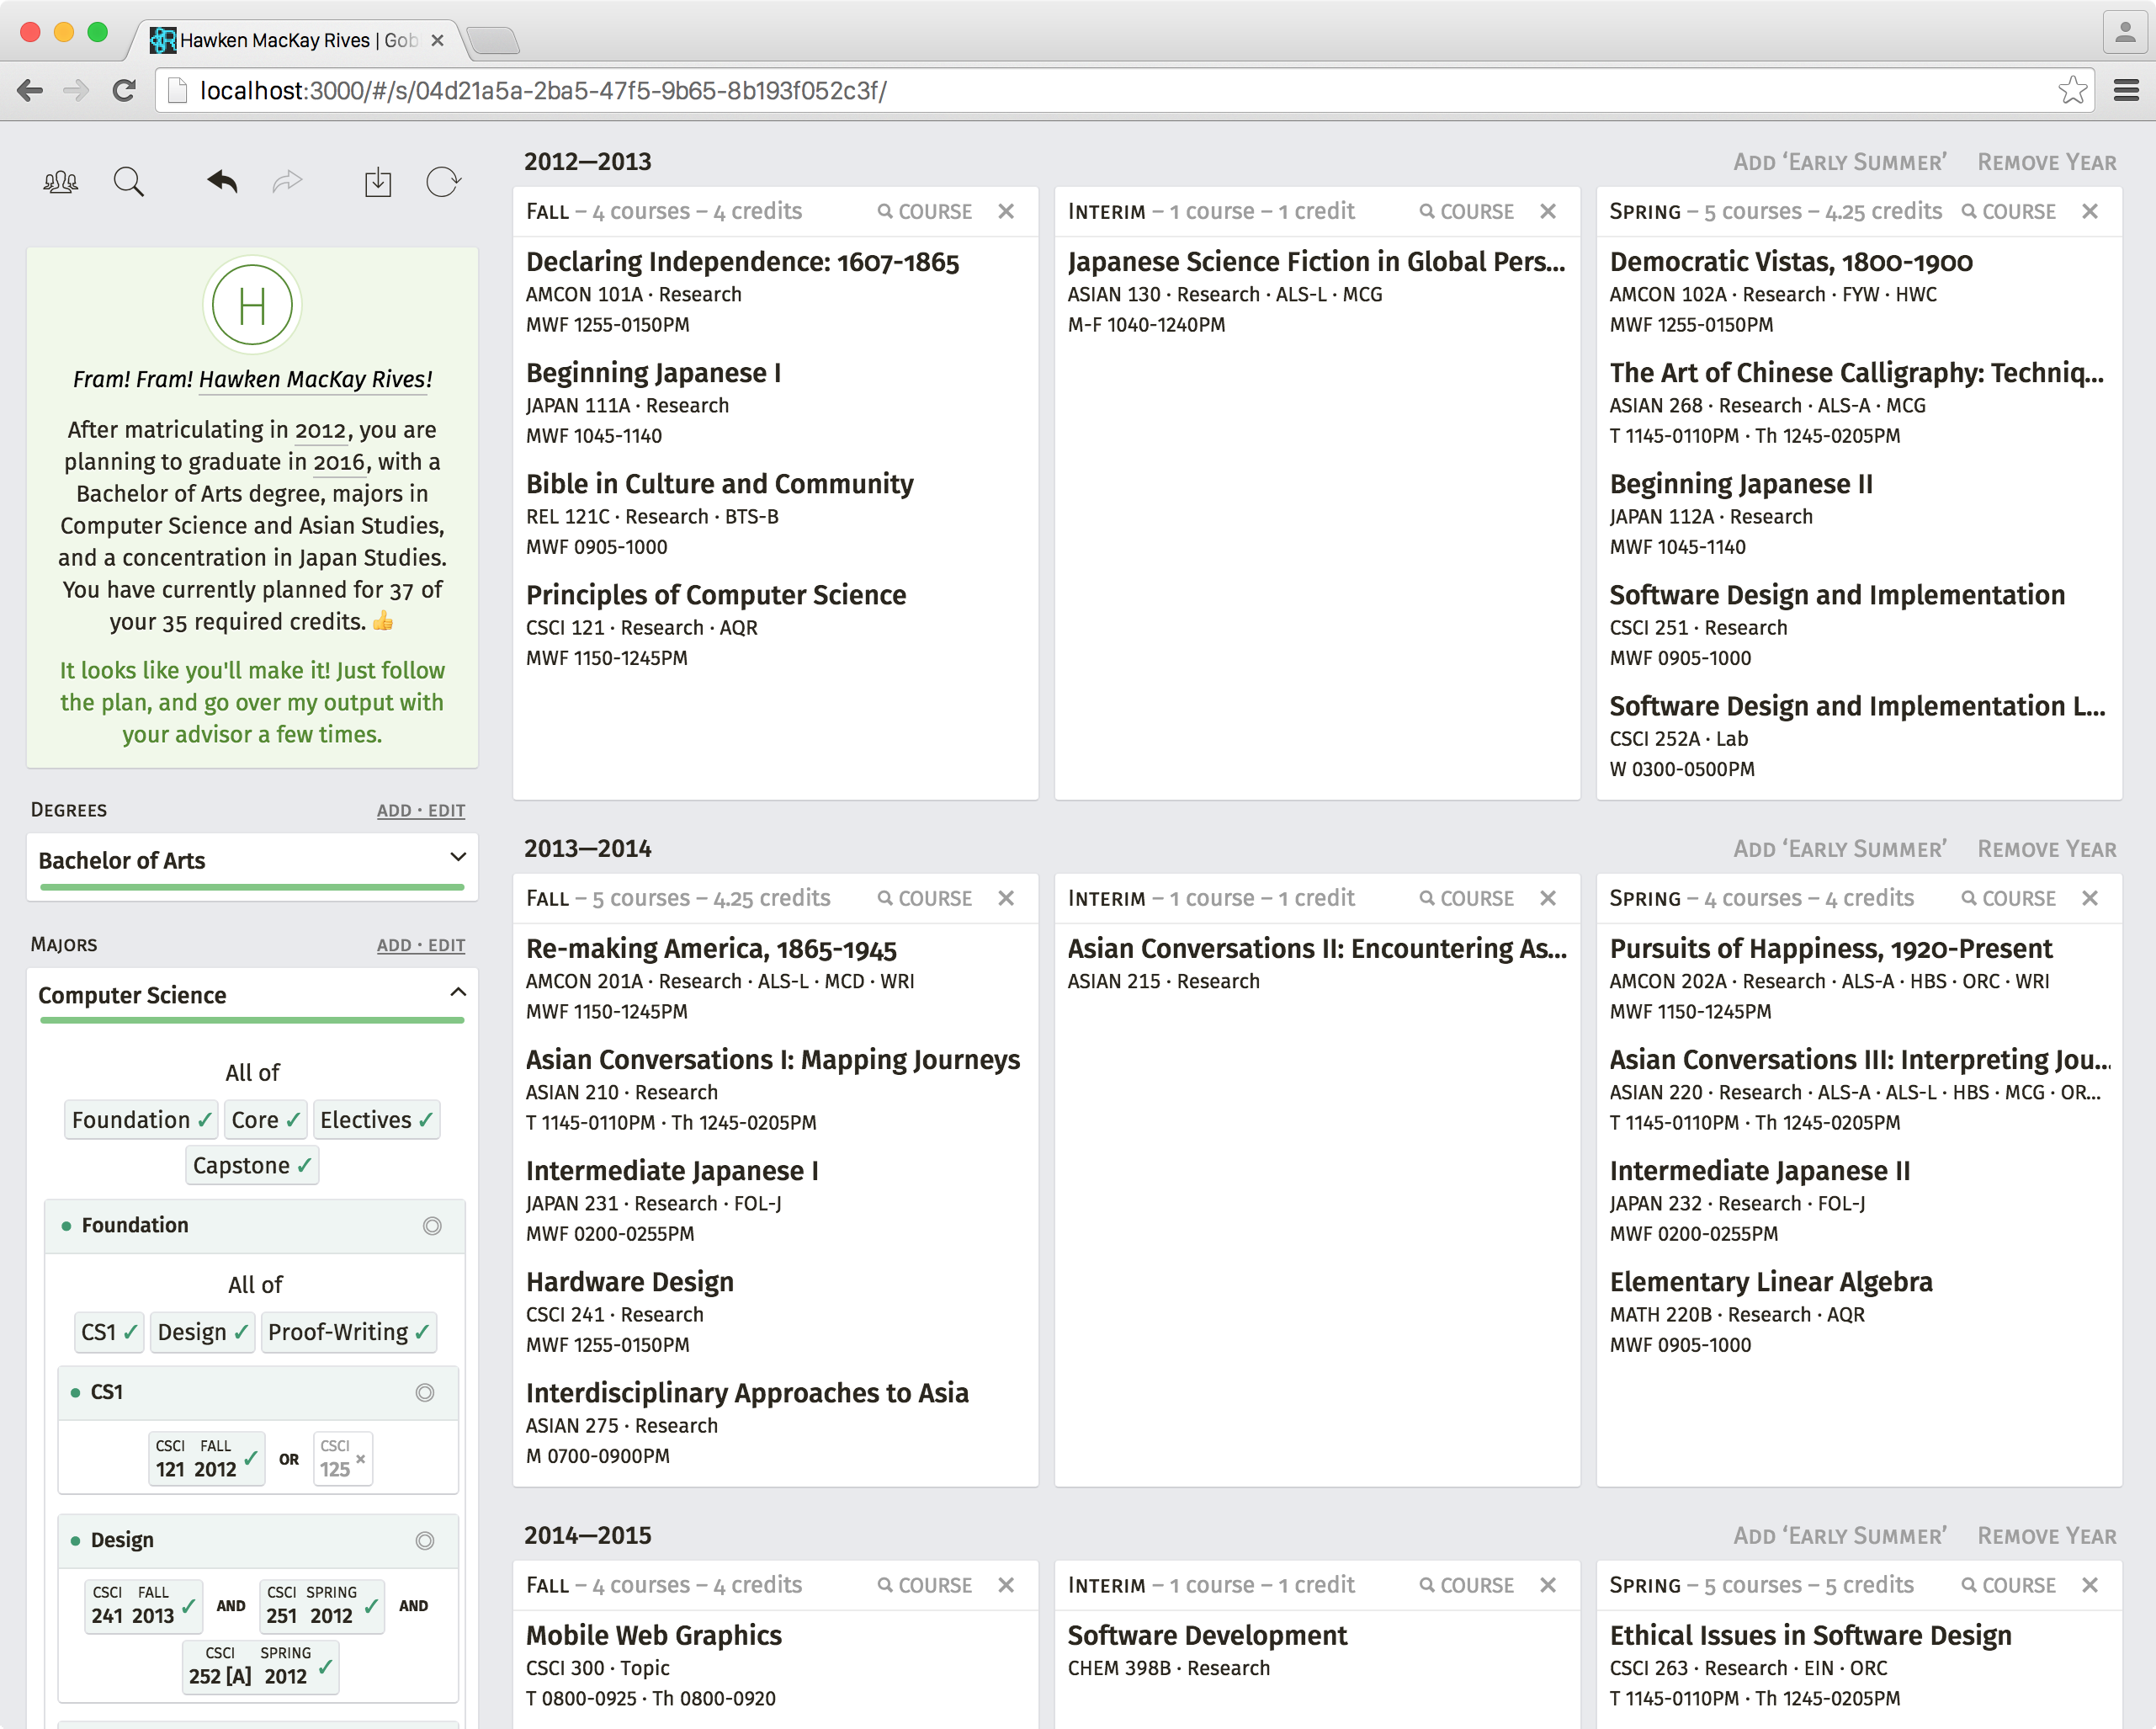 Hawken MacKay Rives | Gob
localhost:3000/#/s/04d21a5a-2ba5-47f5-9b65-8b193f052c3f/
H
Fram! Fram! Hawken MacKay Rives!
After matriculating in 2012, you are
planning to graduate in 2016, with a
Bachelor of Arts degree, majors in
Computer Science and Asian Studies,
and a concentration in Japan Studies.
You have currently planned for 37 of
your 35 required credits. 👍
It looks like you'll make it! Just follow
the plan, and go over my output with
your advisor a few times.
Degrees ADD · EDIT
Bachelor of Arts
Majors ADD · EDIT
Computer Science
All of
Foundation ✓ Core ✓ Electives ✓
Capstone ✓
• Foundation
All of
CS1 ✓ Design ✓ Proof-Writing ✓
• CS1
CSCI FALL CSCI
121 2012 ✓ OR 125 ×
• Design
CSCI FALL CSCI SPRING
241 2013 ✓ AND 251 2012 ✓ AND
CSCI SPRING
252 [A] 2012 ✓
2012—2013 Add ‘Early Summer’ Remove Year
Fall – 4 courses – 4 credits COURSE ×
Declaring Independence: 1607-1865
AMCON 101A · Research
MWF 1255-0150PM
Beginning Japanese I
JAPAN 111A · Research
MWF 1045-1140
Bible in Culture and Community
REL 121C · Research · BTS-B
MWF 0905-1000
Principles of Computer Science
CSCI 121 · Research · AQR
MWF 1150-1245PM
Interim – 1 course – 1 credit COURSE ×
Japanese Science Fiction in Global Pers...
ASIAN 130 · Research · ALS-L · MCG
M-F 1040-1240PM
Spring – 5 courses – 4.25 credits COURSE ×
Democratic Vistas, 1800-1900
AMCON 102A · Research · FYW · HWC
MWF 1255-0150PM
The Art of Chinese Calligraphy: Techniq...
ASIAN 268 · Research · ALS-A · MCG
T 1145-0110PM · Th 1245-0205PM
Beginning Japanese II
JAPAN 112A · Research
MWF 1045-1140
Software Design and Implementation
CSCI 251 · Research
MWF 0905-1000
Software Design and Implementation L...
CSCI 252A · Lab
W 0300-0500PM
2013—2014 Add ‘Early Summer’ Remove Year
Fall – 5 courses – 4.25 credits COURSE ×
Re-making America, 1865-1945
AMCON 201A · Research · ALS-L · MCD · WRI
MWF 1150-1245PM
Asian Conversations I: Mapping Journeys
ASIAN 210 · Research
T 1145-0110PM · Th 1245-0205PM
Intermediate Japanese I
JAPAN 231 · Research · FOL-J
MWF 0200-0255PM
Hardware Design
CSCI 241 · Research
MWF 1255-0150PM
Interdisciplinary Approaches to Asia
ASIAN 275 · Research
M 0700-0900PM
Interim – 1 course – 1 credit COURSE ×
Asian Conversations II: Encountering As...
ASIAN 215 · Research
Spring – 4 courses – 4 credits COURSE ×
Pursuits of Happiness, 1920-Present
AMCON 202A · Research · ALS-A · HBS · ORC · WRI
MWF 1150-1245PM
Asian Conversations III: Interpreting Jou...
ASIAN 220 · Research · ALS-A · ALS-L · HBS · MCG · OR...
T 1145-0110PM · Th 1245-0205PM
Intermediate Japanese II
JAPAN 232 · Research · FOL-J
MWF 0200-0255PM
Elementary Linear Algebra
MATH 220B · Research · AQR
MWF 0905-1000
2014—2015 Add ‘Early Summer’ Remove Year
Fall – 4 courses – 4 credits COURSE ×
Mobile Web Graphics
CSCI 300 · Topic
T 0800-0925 · Th 0800-0920
Interim – 1 course – 1 credit COURSE ×
Software Development
CHEM 398B · Research
Spring – 5 courses – 5 credits COURSE ×
Ethical Issues in Software Design
CSCI 263 · Research · EIN · ORC
T 1145-0110PM · Th 1245-0205PM